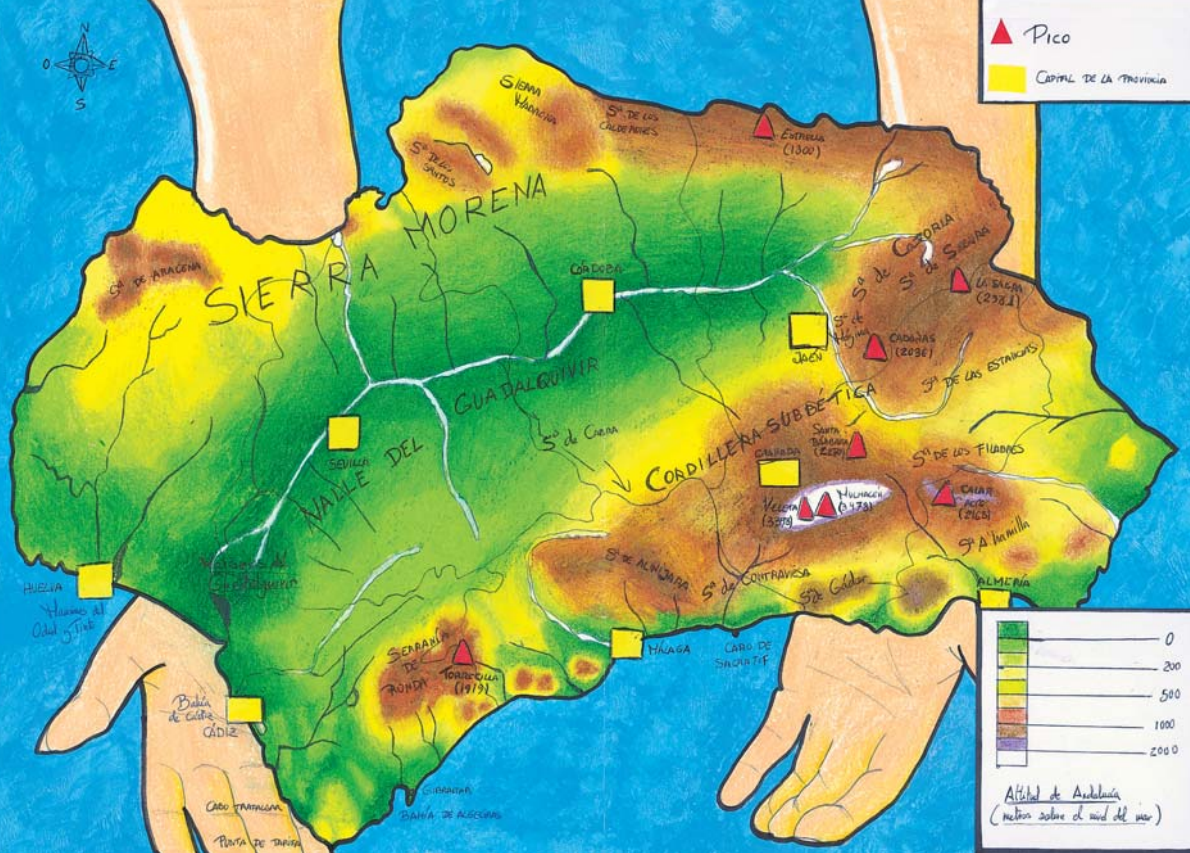 N
O
E
S
PICO
CAPITAL DE LA PROVINCIA
SIERRA
Sª DE LOS
CALDERONES
ESTRELLA
(1300)
Sª DE LOS
SANTOS
SIERRA MORENA
Sª DE ARACENA
CÓRDOBA
Sª de CAZORLA
Sª de SEGURA
LA SAGRA
JAÉN
Sª de
(2036)
Sª DE LAS ESTANCIAS
VALLE DEL GUADALQUIVIR
SEVILLA
Sª de CABRA
CORDILLERA SUBBÉTICA
SANTA
BÁRBARA
GRANADA
Sª DE LOS FILABRES
VELETA
MULHACÉN
CALAR
ALTO
(2168)
Sª Alhamilla
Sª DE ALMIJARA
Sª de CONTRAVIESA
Sª de Gádor
ALMERÍA
HUELVA
SERRANÍA
DE
RONDA
TORRECILLA
(1919)
MÁLAGA
CABO DE
Bahía
de Cádiz
CÁDIZ
GIBRALTAR
BAHÍA DE ALGECIRAS
CABO TRAFALGAR
PUNTA DE TARIFA
0
200
500
1000
2000
Altitud de Andalucía
(metros sobre el nivel del mar)